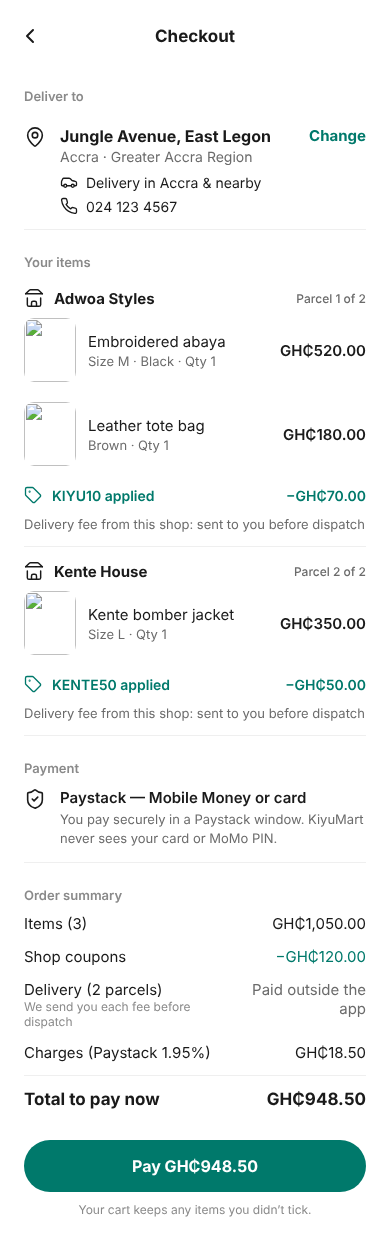 Checkout
Deliver to
Jungle Avenue, East Legon
Change
Accra · Greater Accra Region
Delivery in Accra & nearby
024 123 4567
Your items
Adwoa Styles
Parcel 1 of 2
Embroidered abaya
Size M · Black · Qty 1
GH₵520.00
Leather tote bag
Brown · Qty 1
GH₵180.00
KIYU10 applied
−GH₵70.00
Delivery fee from this shop: sent to you before dispatch
Kente House
Parcel 2 of 2
Kente bomber jacket
Size L · Qty 1
GH₵350.00
KENTE50 applied
−GH₵50.00
Delivery fee from this shop: sent to you before dispatch
Payment
Paystack — Mobile Money or card
You pay securely in a Paystack window. KiyuMart
never sees your card or MoMo PIN.
Order summary
Items (3)
GH₵1,050.00
Shop coupons
−GH₵120.00
Delivery (2 parcels)
We send you each fee before
dispatch
Paid outside the
app
Charges (Paystack 1.95%)
GH₵18.50
Total to pay now
GH₵948.50
Pay GH₵948.50
Your cart keeps any items you didn’t tick.